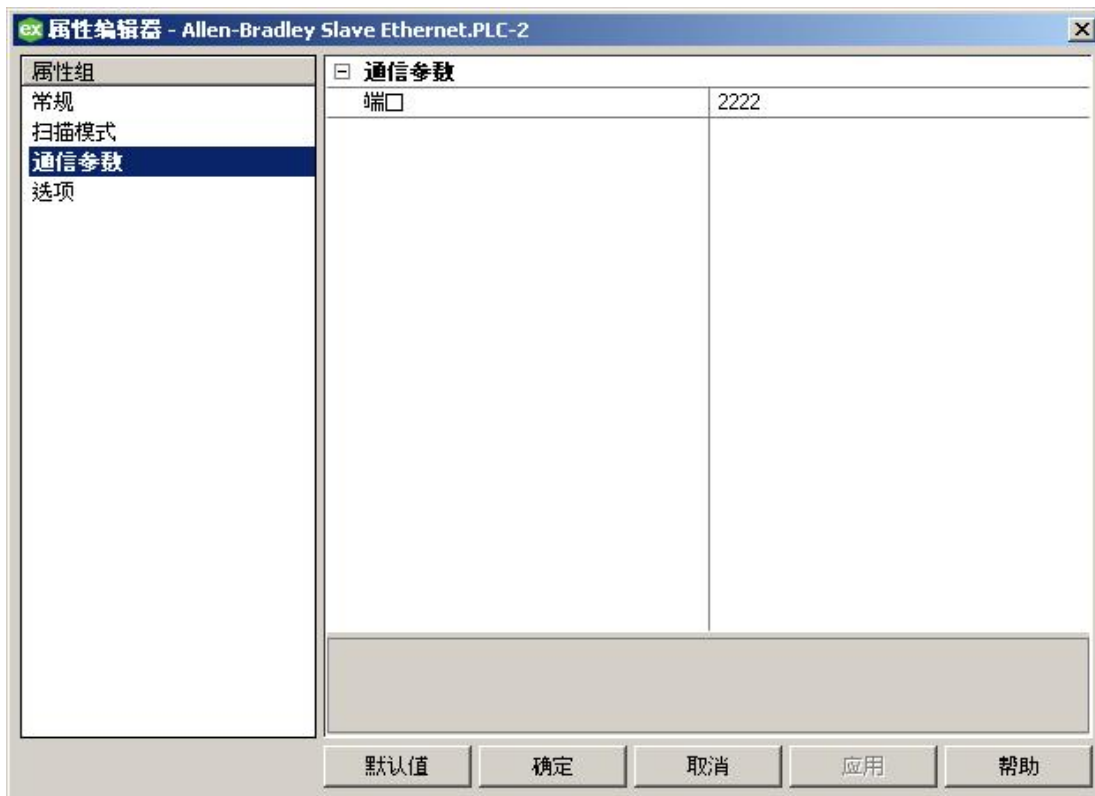 ex 属性编辑器 - Allen-Bradley Slave Ethernet.PLC-2
属性组
常规
扫描模式
通信参数
选项
通信参数
端口 2222
默认值 确定 取消 应用 帮助